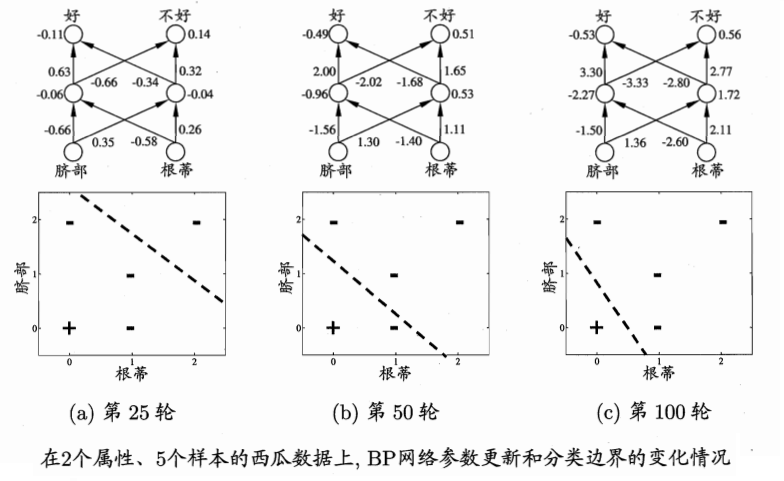 好 不好 好 不好 好 不好
-0.11 0.14 -0.49 0.51 -0.53 0.56
0.63 -0.66 -0.34 0.32 2.00 -2.02 -1.68 1.65 3.30 -3.33 -2.80 2.77
-0.06 -0.04 -0.96 0.53 -2.27 1.72
-0.66 0.35 -0.58 0.26 -1.56 1.30 -1.40 1.11 -1.50 1.36 -2.60 2.11
脐部 根蒂 脐部 根蒂 脐部 根蒂
2 2 2
脐部 1 脐部 1 脐部 1
0 0 0
0 1 2 0 1 2 0 1 2
根蒂 根蒂 根蒂
(a) 第 25 轮 (b) 第 50 轮 (c) 第 100 轮
在2个属性、5个样本的西瓜数据上, BP网络参数更新和分类边界的变化情况